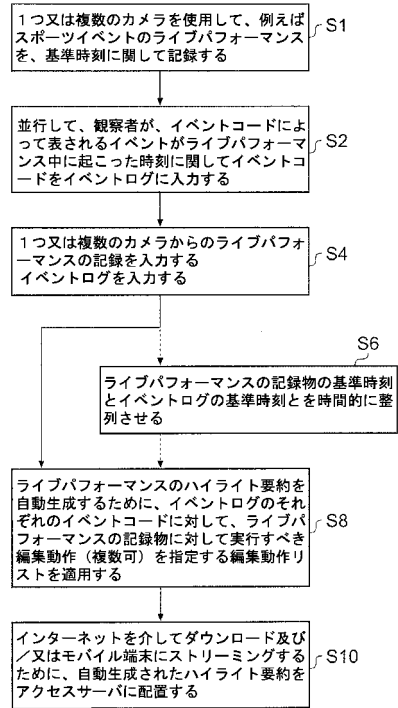 １つ又は複数のカメラを使用して、例えば
スポーツイベントのライブパフォーマンス
を、基準時刻に関して記録する
S1
並行して、観察者が、イベントコードによ
って表されるイベントがライブパフォーマ
ンス中に起こった時刻に関してイベントコ
ードをイベントログに入力する
S2
１つ又は複数のカメラからのライブパフォ
ーマンスの記録を入力する
イベントログを入力する
S4
S6
ライブパフォーマンスの記録物の基準時刻
とイベントログの基準時刻とを時間的に整
列させる
ライブパフォーマンスのハイライト要約を
自動生成するために、イベントログのそれ
ぞれのイベントコードに対して、ライブパ
フォーマンスの記録物に対して実行すべき
編集動作（複数可）を指定する編集動作リ
ストを適用する
S8
インターネットを介してダウンロード及び
／又はモバイル端末にストリーミングする
ために、自動生成されたハイライト要約を
アクセスサーバに配置する
S10